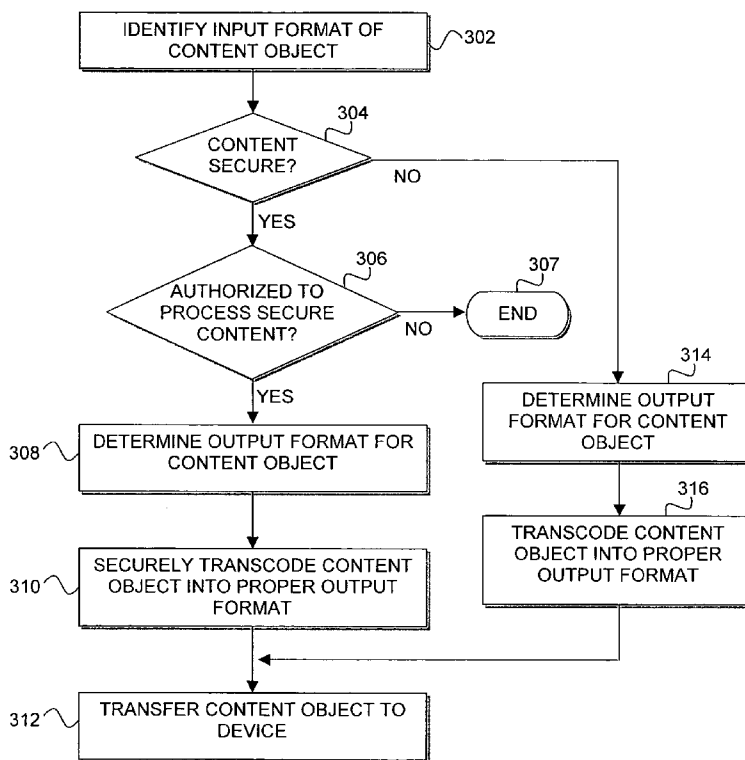 IDENTIFY INPUT FORMAT OF
CONTENT OBJECT
302
304
CONTENT
SECURE?
NO
YES
306
307
AUTHORIZED TO
PROCESS SECURE
CONTENT?
END
NO
YES
314
DETERMINE OUTPUT
FORMAT FOR CONTENT
OBJECT
308
DETERMINE OUTPUT FORMAT FOR
CONTENT OBJECT
316
TRANSCODE CONTENT
OBJECT INTO PROPER
OUTPUT FORMAT
310
SECURELY TRANSCODE CONTENT
OBJECT INTO PROPER OUTPUT
FORMAT
312
TRANSFER CONTENT OBJECT TO
DEVICE